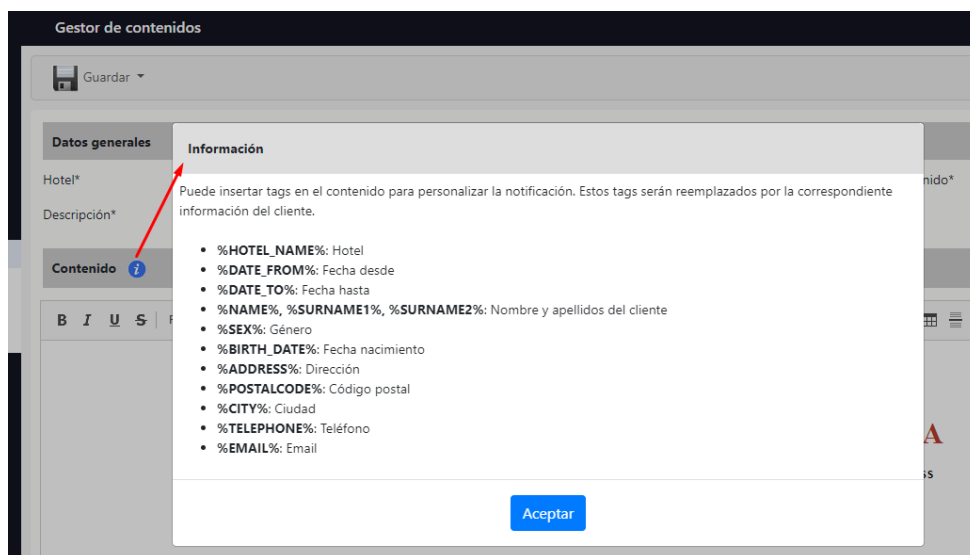 Gestor de contenidos
Guardar
Datos generales
Información
Hotel*
nido*
Puede insertar tags en el contenido para personalizar la notificación. Estos tags serán reemplazados por la correspondiente
información del cliente.
Descripción*
%HOTEL_NAME%: Hotel
Contenido
%DATE_FROM%: Fecha desde
%DATE_TO%: Fecha hasta
%NAME%, %SURNAME1%, %SURNAME2%: Nombre y apellidos del cliente
B I U S
%SEX%: Género
%BIRTH_DATE%: Fecha nacimiento
%ADDRESS%: Dirección
%POSTALCODE%: Código postal
%CITY%: Ciudad
%TELEPHONE%: Teléfono
A
%EMAIL%: Email
ss
Aceptar